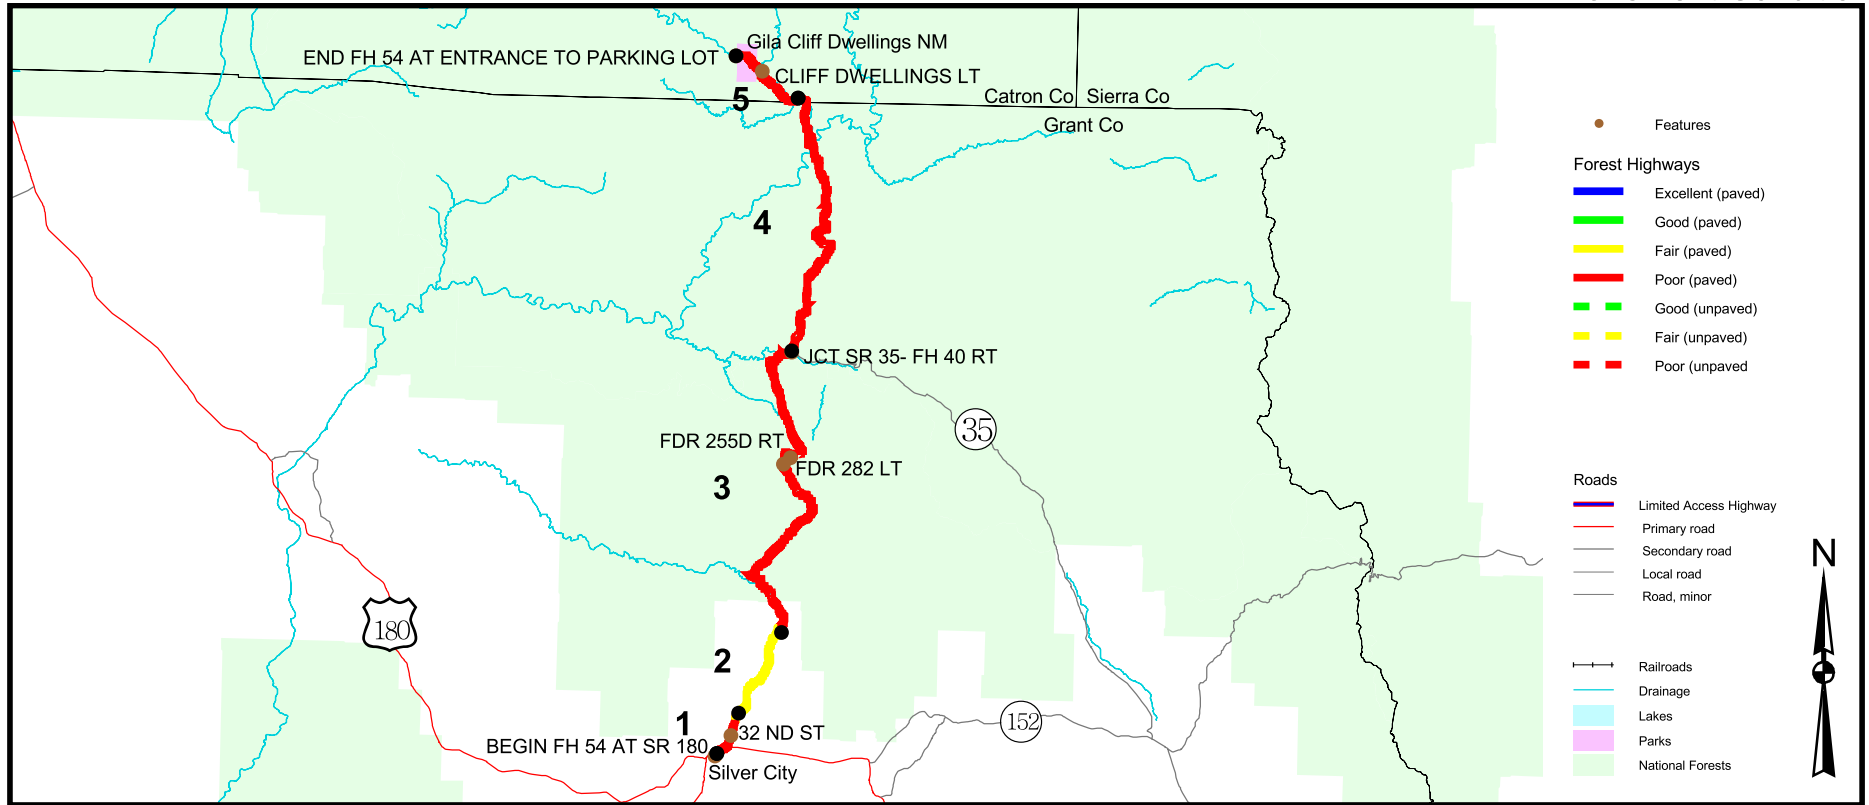 Gila Cliff Dwellings NM
END FH 54 AT ENTRANCE TO PARKING LOT
CLIFF DWELLINGS LT
5
Catron Co
Sierra Co
Grant Co
4
JCT SR 35- FH 40 RT
35
FDR 255D RT
FDR 282 LT
3
180
2
152
1
32 ND ST
BEGIN FH 54 AT SR 180
Silver City
Features
Forest Highways
Excellent (paved)
Good (paved)
Fair (paved)
Poor (paved)
Good (unpaved)
Fair (unpaved)
Poor (unpaved
Roads
Limited Access Highway
Primary road
Secondary road
Local road
Road, minor
Railroads
Drainage
Lakes
Parks
National Forests
N